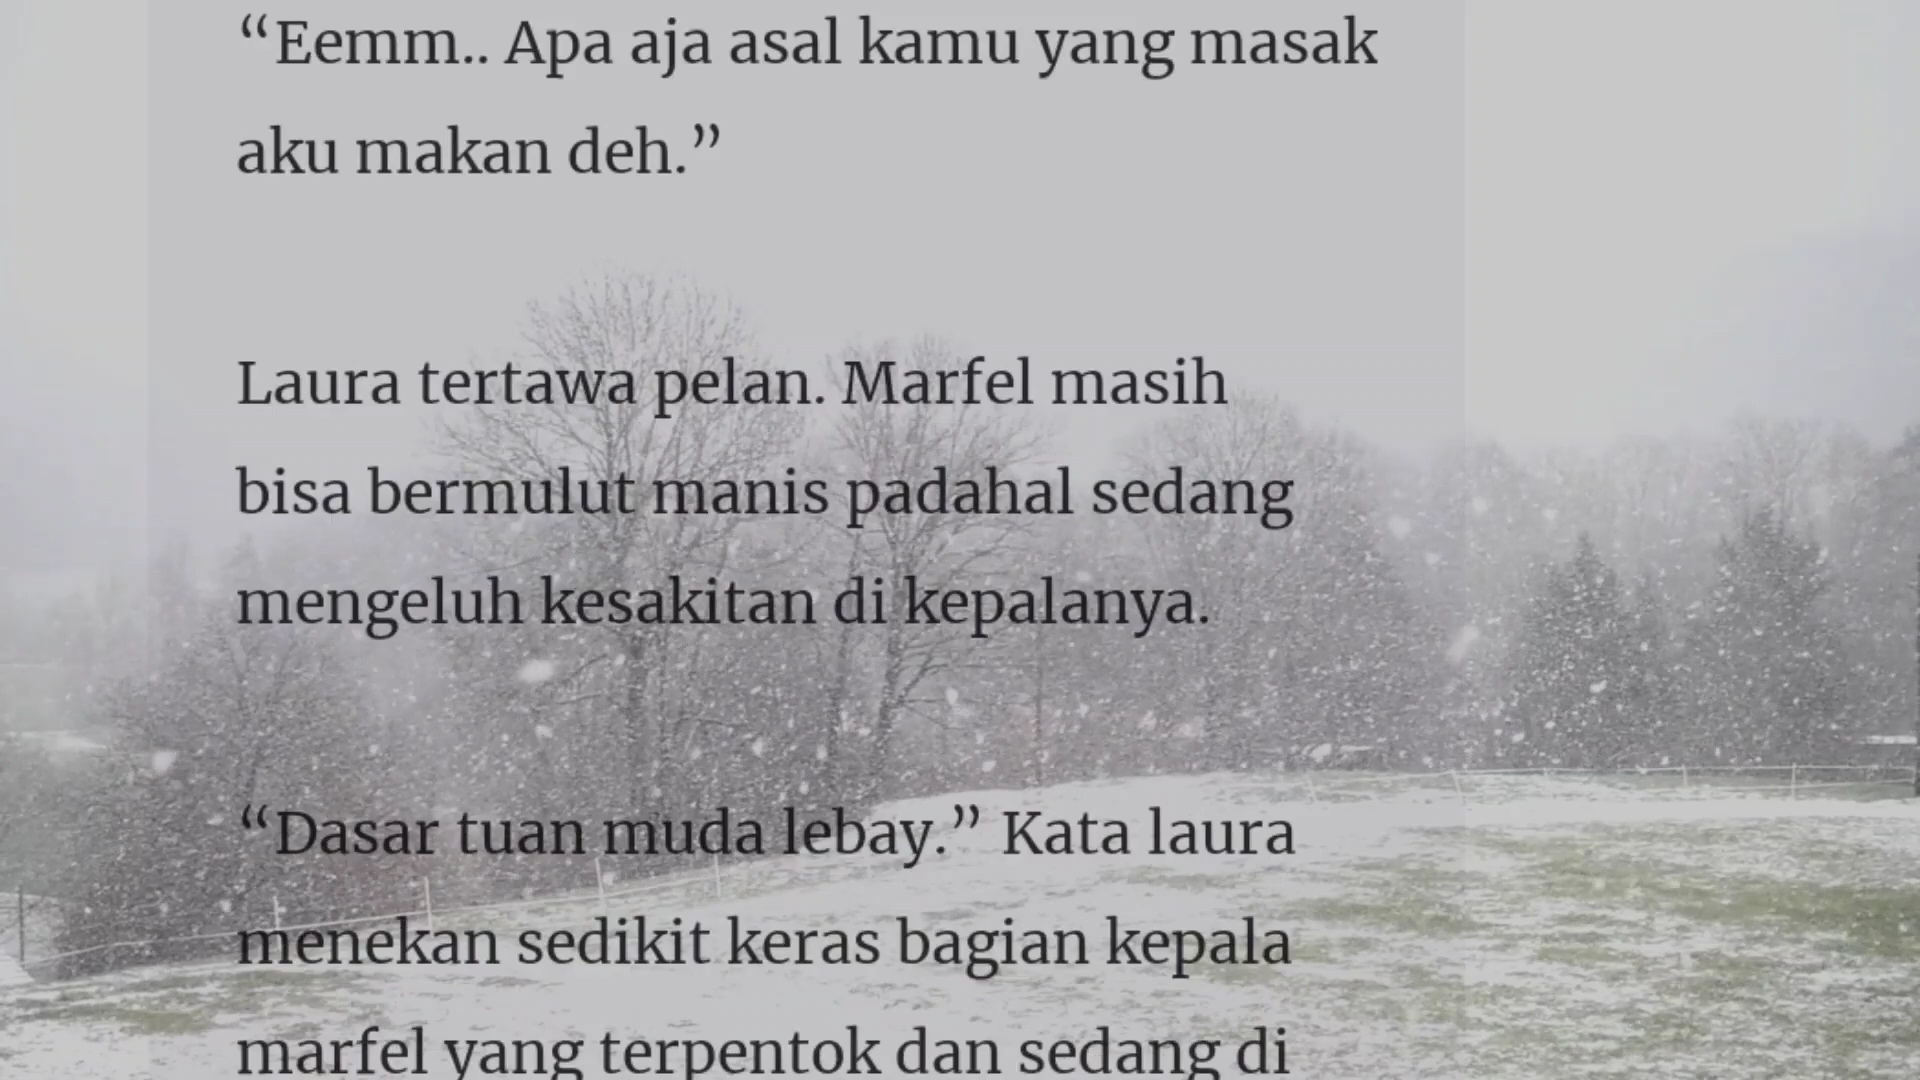 “Eemm.. Apa aja asal kamu yang masak
aku makan deh.”
Laura tertawa pelan. Marfel masih
bisa bermulut manis padahal sedang
mengeluh kesakitan di kepalanya.
“Dasar tuan muda lebay.” Kata laura
menekan sedikit keras bagian kepala
marfel yang terpentok dan sedang di